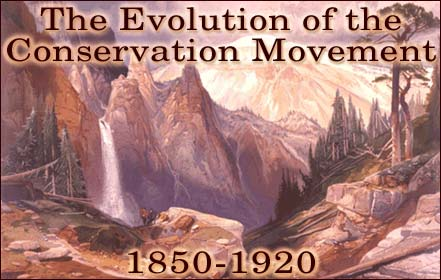 The Evolution of the
Conservation Movement
1850-1920